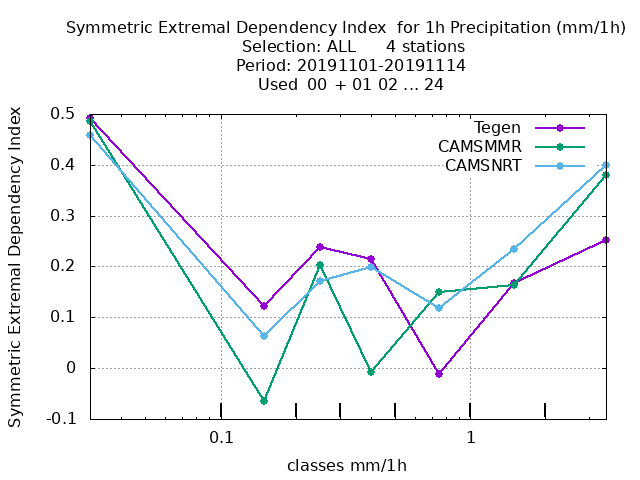 Symmetric Extremal Dependency Index  for 1h Precipitation (mm/1h)
Selection: ALL      4 stations
Period: 20191101-20191114
Used  00  + 01 02 ... 24
Symmetric Extremal Dependency Index
0.5
0.4
0.3
0.2
0.1
0
-0.1
Tegen
CAMSMMR
CAMSNRT
0.1
1
classes mm/1h